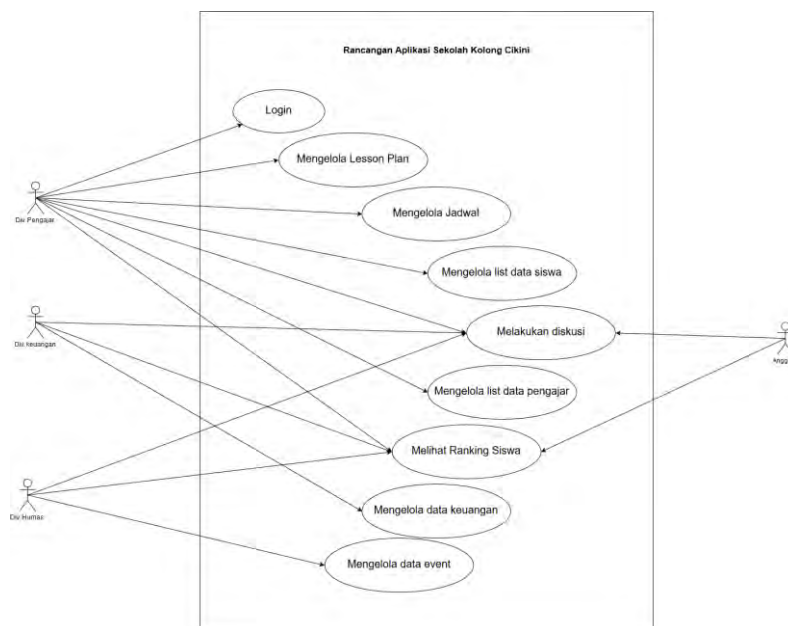 Rancangan Aplikasi Sekolah Kolong Cikini
Login
Mengelola Lesson Plan
Div Pengajar
Mengelola Jadwal
Mengelola list data siswa
Melakukan diskusi
Div Keuangan
Angg
Mengelola list data pengajar
Melihat Ranking Siswa
Div Humas
Mengelola data keuangan
Mengelola data event